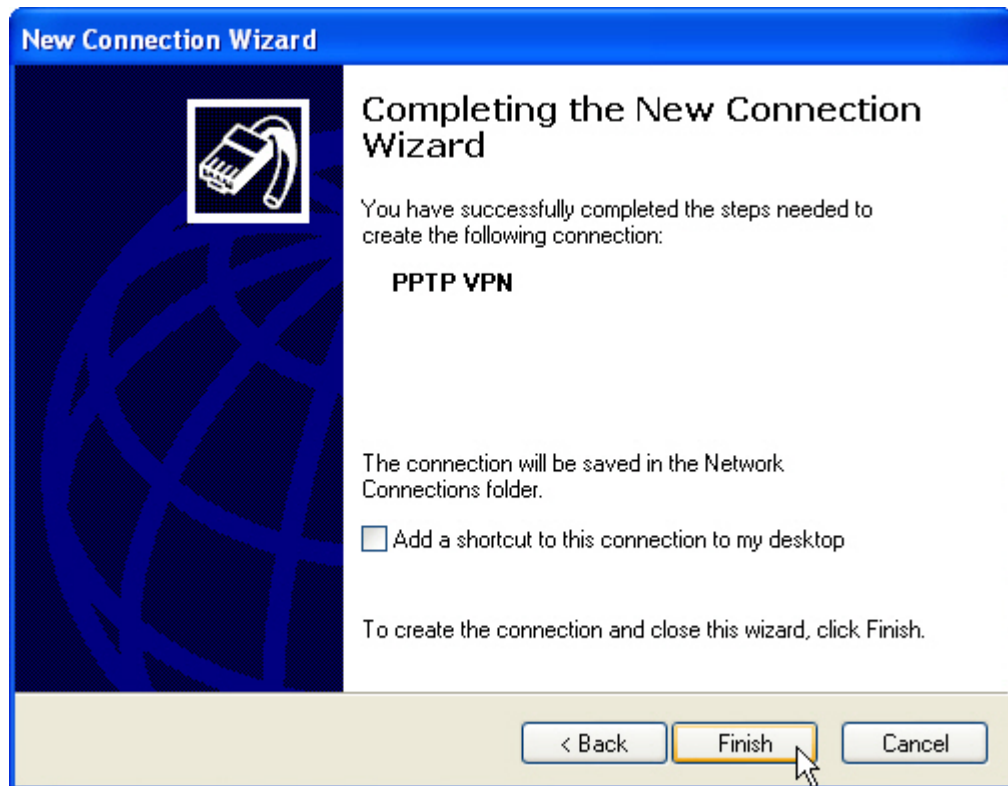 New Connection Wizard
Completing the New Connection
Wizard
You have successfully completed the steps needed to
create the following connection:
PPTP VPN
The connection will be saved in the Network
Connections folder.
Add a shortcut to this connection to my desktop
To create the connection and close this wizard, click Finish.
< Back Finish Cancel